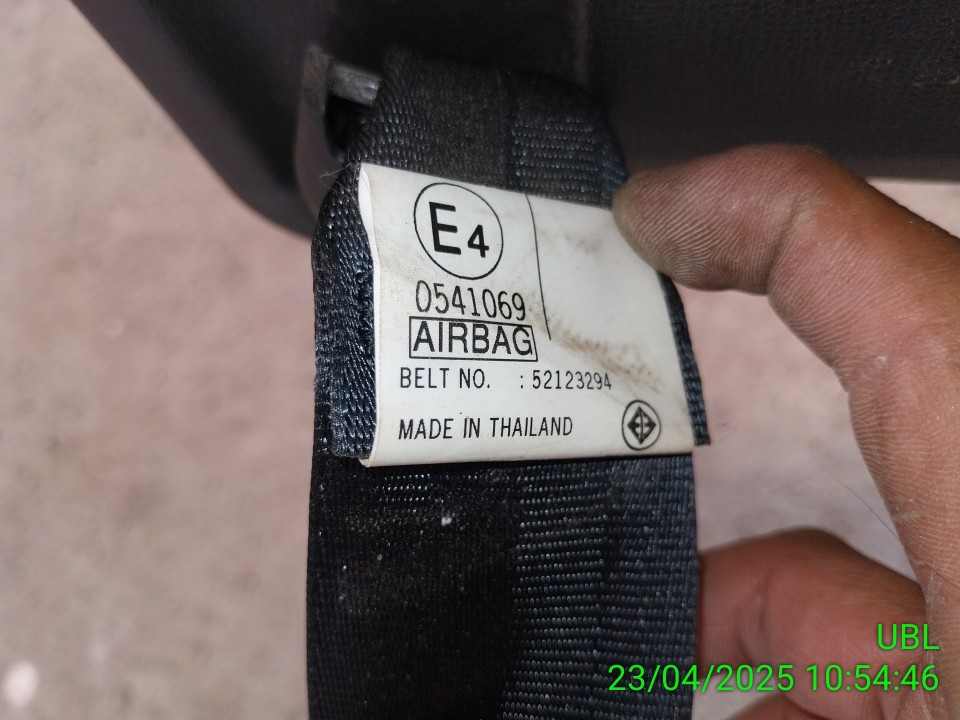 E4
0541069
AIRBAG
BELT NO. : 52123294
MADE IN THAILAND
UBL
23/04/2025 10:54:46